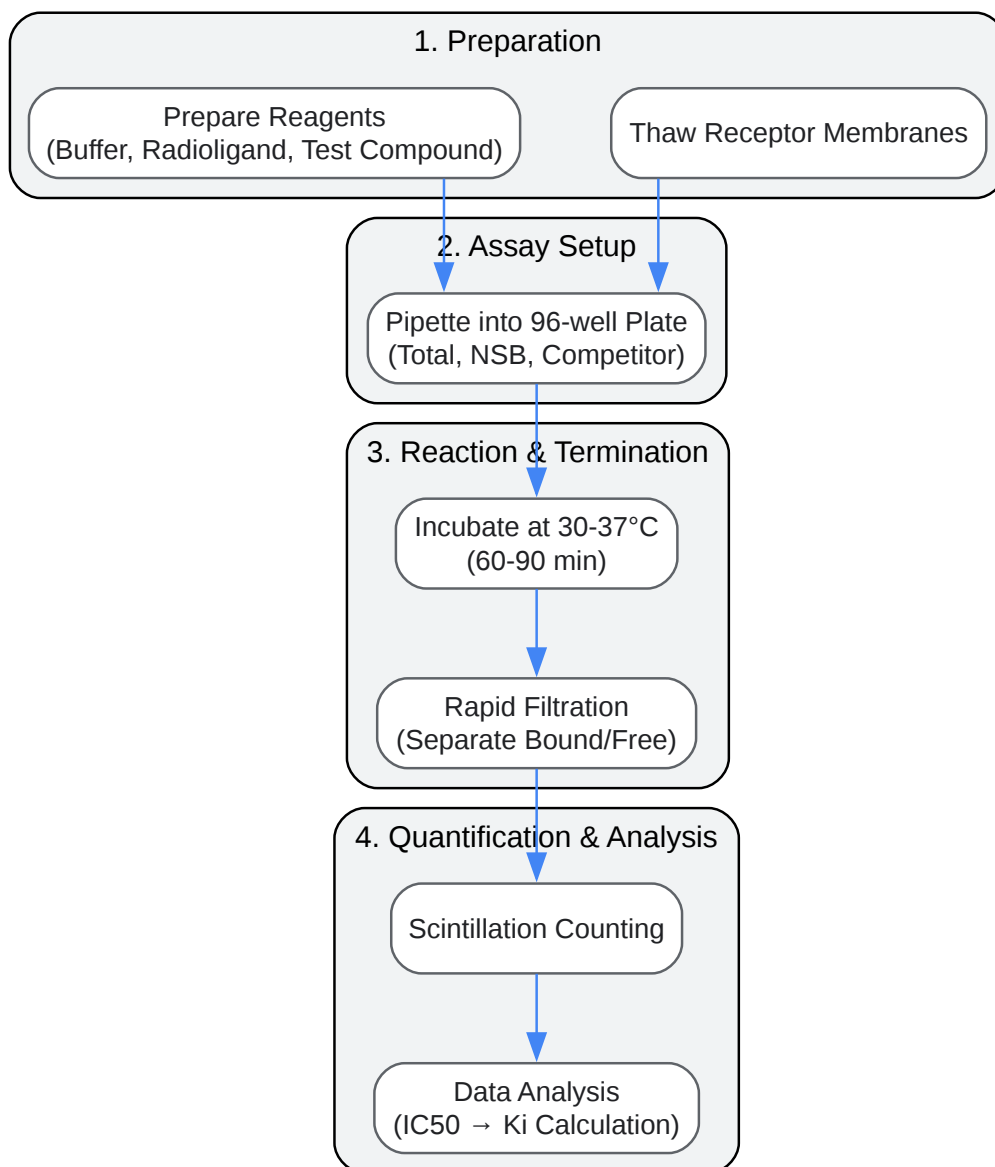 1. Preparation
Prepare Reagents
(Buffer, Radioligand, Test Compound)
Thaw Receptor Membranes
2. Assay Setup
Pipette into 96-well Plate
(Total, NSB, Competitor)
3. Reaction & Termination
Incubate at 30-37°C
(60-90 min)
Rapid Filtration
(Separate Bound/Free)
4. Quantification & Analysis
Scintillation Counting
Data Analysis
(IC50 → Ki Calculation)